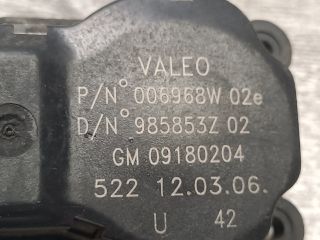 VALEO
P/N° 006968W 02e
D/N° 985853Z 02
GM 09180204
522 12.03.06.
U 42